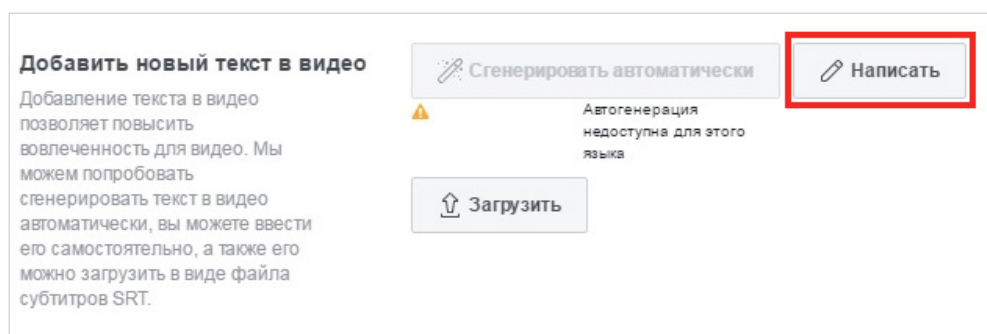 Добавить новый текст в видео
Добавление текста в видео
позволяет повысить
вовлеченность для видео. Мы
можем попробовать
сгенерировать текст в видео
автоматически, вы можете ввести
его самостоятельно, а также его
можно загрузить в виде файла
субтитров SRT.
Сгенерировать автоматически
Написать
Автогенерация
недоступна для этого
языка
Загрузить